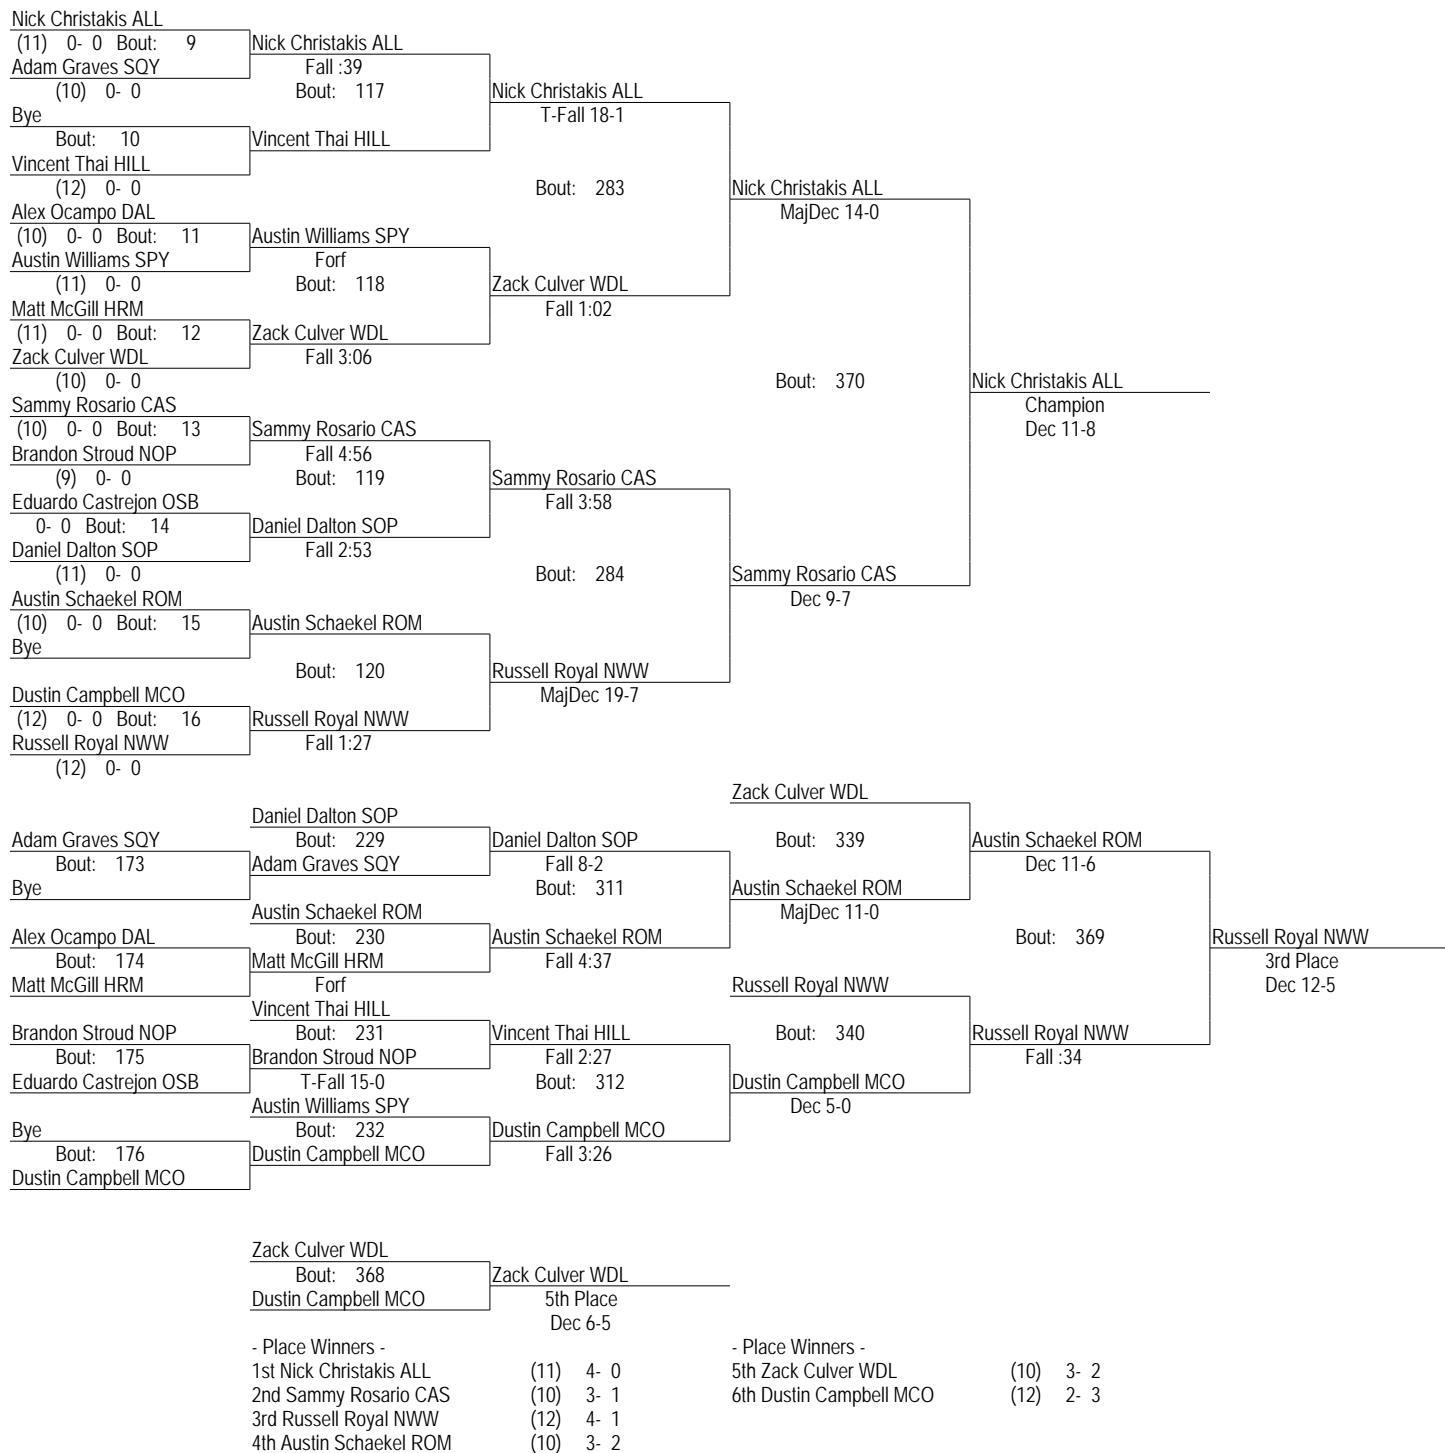 Nick Christakis ALL
(11) 0- 0 Bout: 9 Nick Christakis ALL
Adam Graves SQY Fall :39
(10) 0- 0 Bout: 117 Nick Christakis ALL
Bye T-Fall 18-1
Bout: 10 Vincent Thai HILL
Vincent Thai HILL
(12) 0- 0 Bout: 283 Nick Christakis ALL
Alex Ocampo DAL MajDec 14-0
(10) 0- 0 Bout: 11 Austin Williams SPY
Austin Williams SPY Forf
(11) 0- 0 Bout: 118 Zack Culver WDL
Matt McGill HRM Fall 1:02
(11) 0- 0 Bout: 12 Zack Culver WDL
Zack Culver WDL Fall 3:06
(10) 0- 0 Bout: 370 Nick Christakis ALL
Sammy Rosario CAS Champion
(10) 0- 0 Bout: 13 Sammy Rosario CAS Dec 11-8
Brandon Stroud NOP Fall 4:56
(9) 0- 0 Bout: 119 Sammy Rosario CAS
Eduardo Castrejon OSB Fall 3:58
0- 0 Bout: 14 Daniel Dalton SOP
Daniel Dalton SOP Fall 2:53
(11) 0- 0 Bout: 284 Sammy Rosario CAS
Austin Schaekel ROM Dec 9-7
(10) 0- 0 Bout: 15 Austin Schaekel ROM
Bye
Bout: 120 Russell Royal NWW
Dustin Campbell MCO MajDec 19-7
(12) 0- 0 Bout: 16 Russell Royal NWW
Russell Royal NWW Fall 1:27
(12) 0- 0
Zack Culver WDL
Daniel Dalton SOP
Adam Graves SQY Bout: 229 Daniel Dalton SOP Bout: 339 Austin Schaekel ROM
Bout: 173 Adam Graves SQY Fall 8-2 Dec 11-6
Bye Bout: 311 Austin Schaekel ROM
Austin Schaekel ROM MajDec 11-0
Alex Ocampo DAL Bout: 230 Austin Schaekel ROM Bout: 369 Russell Royal NWW
Bout: 174 Matt McGill HRM Fall 4:37 3rd Place
Matt McGill HRM Forf Russell Royal NWW Dec 12-5
Vincent Thai HILL
Brandon Stroud NOP Bout: 231 Vincent Thai HILL Bout: 340 Russell Royal NWW
Bout: 175 Brandon Stroud NOP Fall 2:27 Fall :34
Eduardo Castrejon OSB T-Fall 15-0 Bout: 312 Dustin Campbell MCO
Austin Williams SPY Dec 5-0
Bye Bout: 232 Dustin Campbell MCO
Bout: 176 Dustin Campbell MCO Fall 3:26
Dustin Campbell MCO
Zack Culver WDL
Bout: 368 Zack Culver WDL
Dustin Campbell MCO 5th Place
Dec 6-5
- Place Winners - - Place Winners -
1st Nick Christakis ALL (11) 4- 0 5th Zack Culver WDL (10) 3- 2
2nd Sammy Rosario CAS (10) 3- 1 6th Dustin Campbell MCO (12) 2- 3
3rd Russell Royal NWW (12) 4- 1
4th Austin Schaekel ROM (10) 3- 2